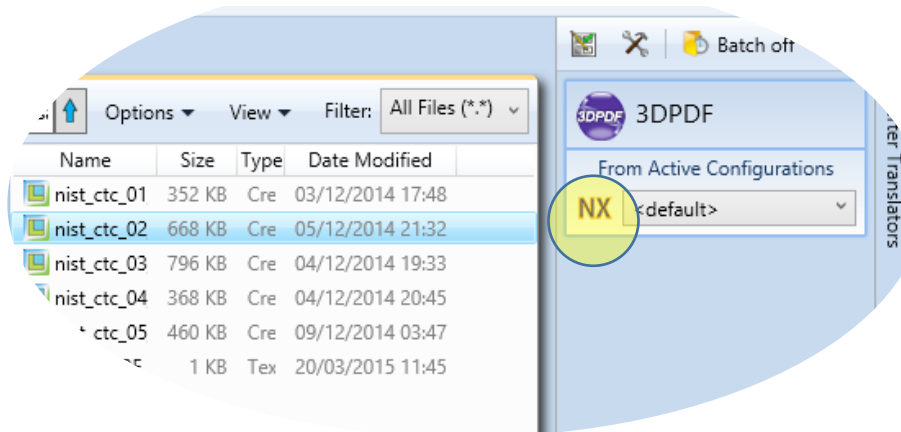 Batch off
Options View Filter: All Files (*.*)
Name Size Type Date Modified
nist_ctc_01 352 KB Cre 03/12/2014 17:48
nist_ctc_02 668 KB Cre 05/12/2014 21:32
nist_ctc_03 796 KB Cre 04/12/2014 19:33
nist_ctc_04 368 KB Cre 04/12/2014 20:45
ctc_05 460 KB Cre 09/12/2014 03:47
1 KB Tex 20/03/2015 11:45
3DPDF 3DPDF
From Active Configurations
NX <default>
ter Translators